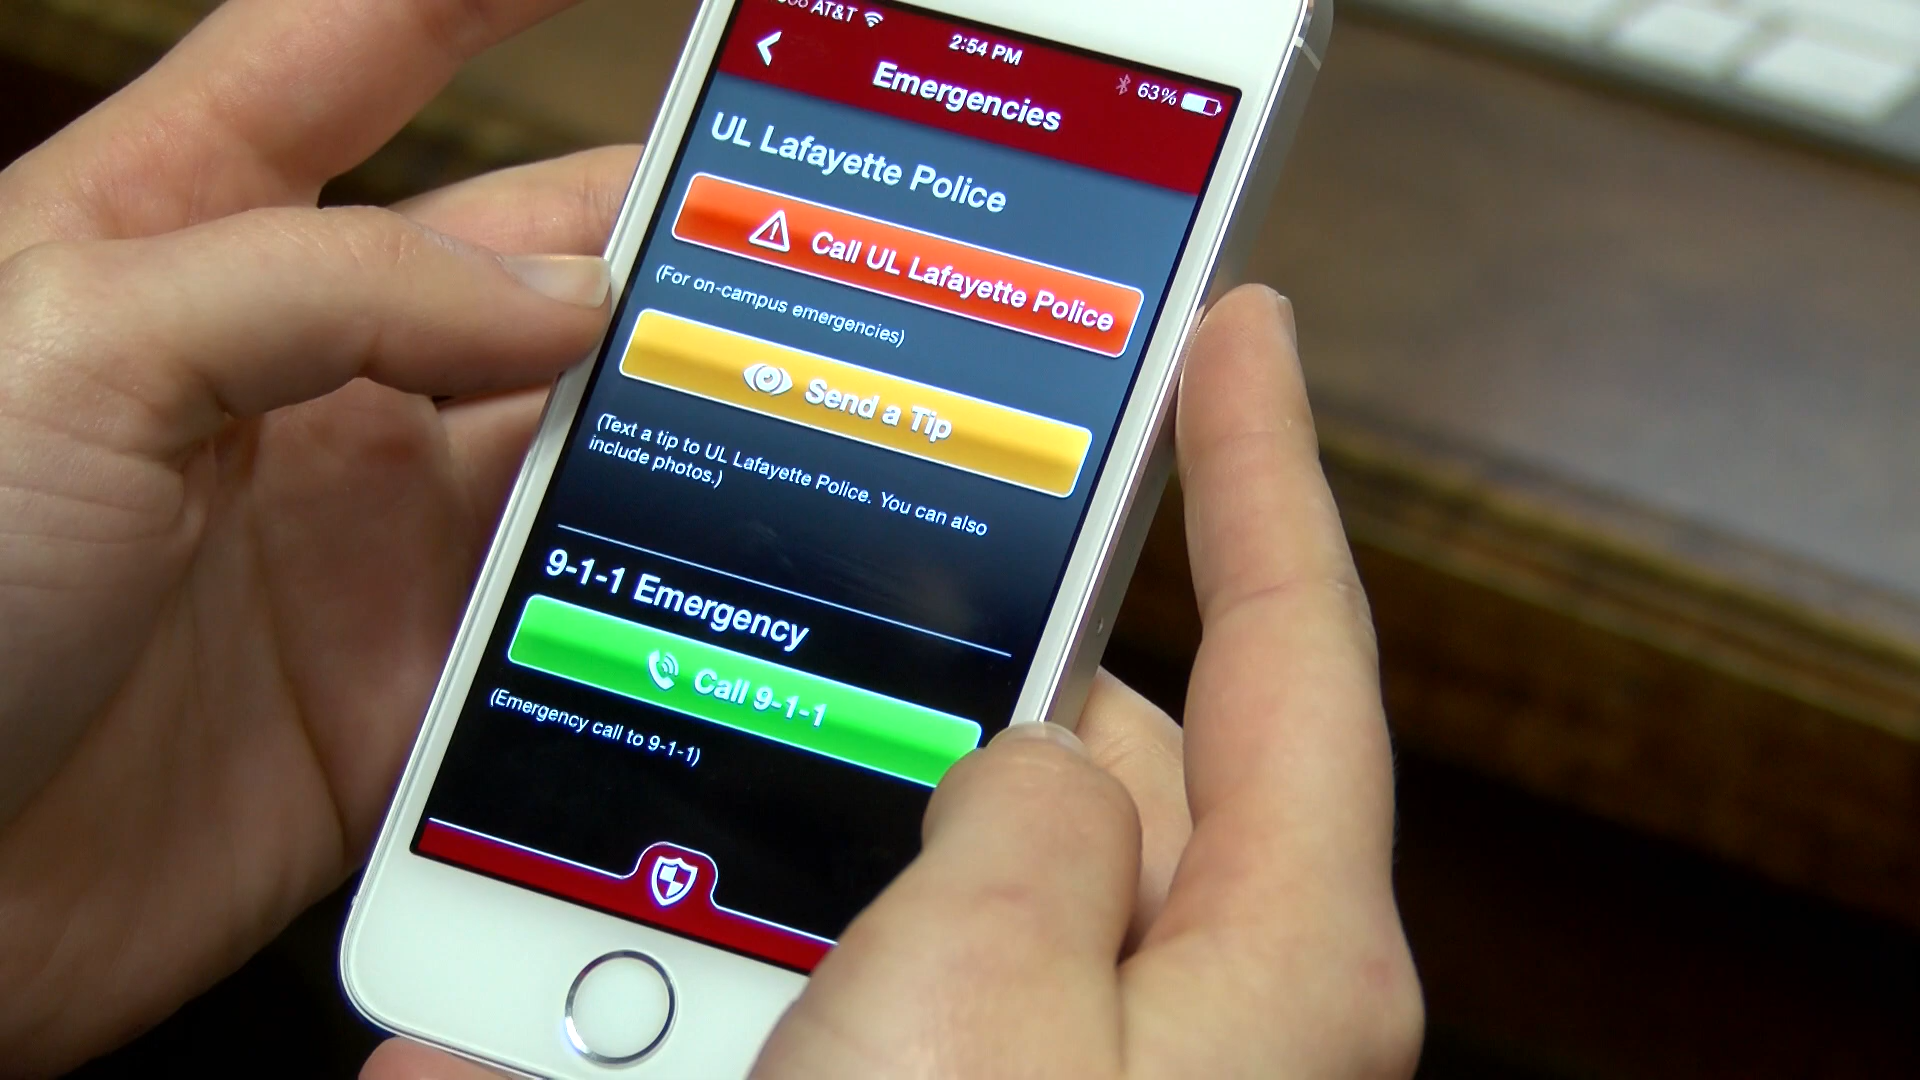 AT&T
2:54 PM
63%
Emergencies
UL Lafayette Police
Call UL Lafayette Police
(For on-campus emergencies)
Send a Tip
(Text a tip to UL Lafayette Police. You can also
include photos.)
9-1-1 Emergency
Call 9-1-1
(Emergency call to 9-1-1)